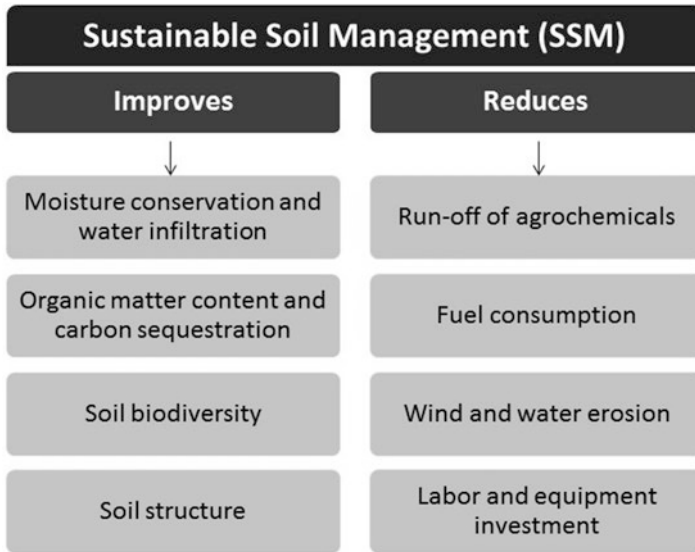 Sustainable Soil Management (SSM)
Improves
Moisture conservation and
water infiltration
Organic matter content and
carbon sequestration
Soil biodiversity
Soil structure
Reduces
Run-off of agrochemicals
Fuel consumption
Wind and water erosion
Labor and equipment
investment